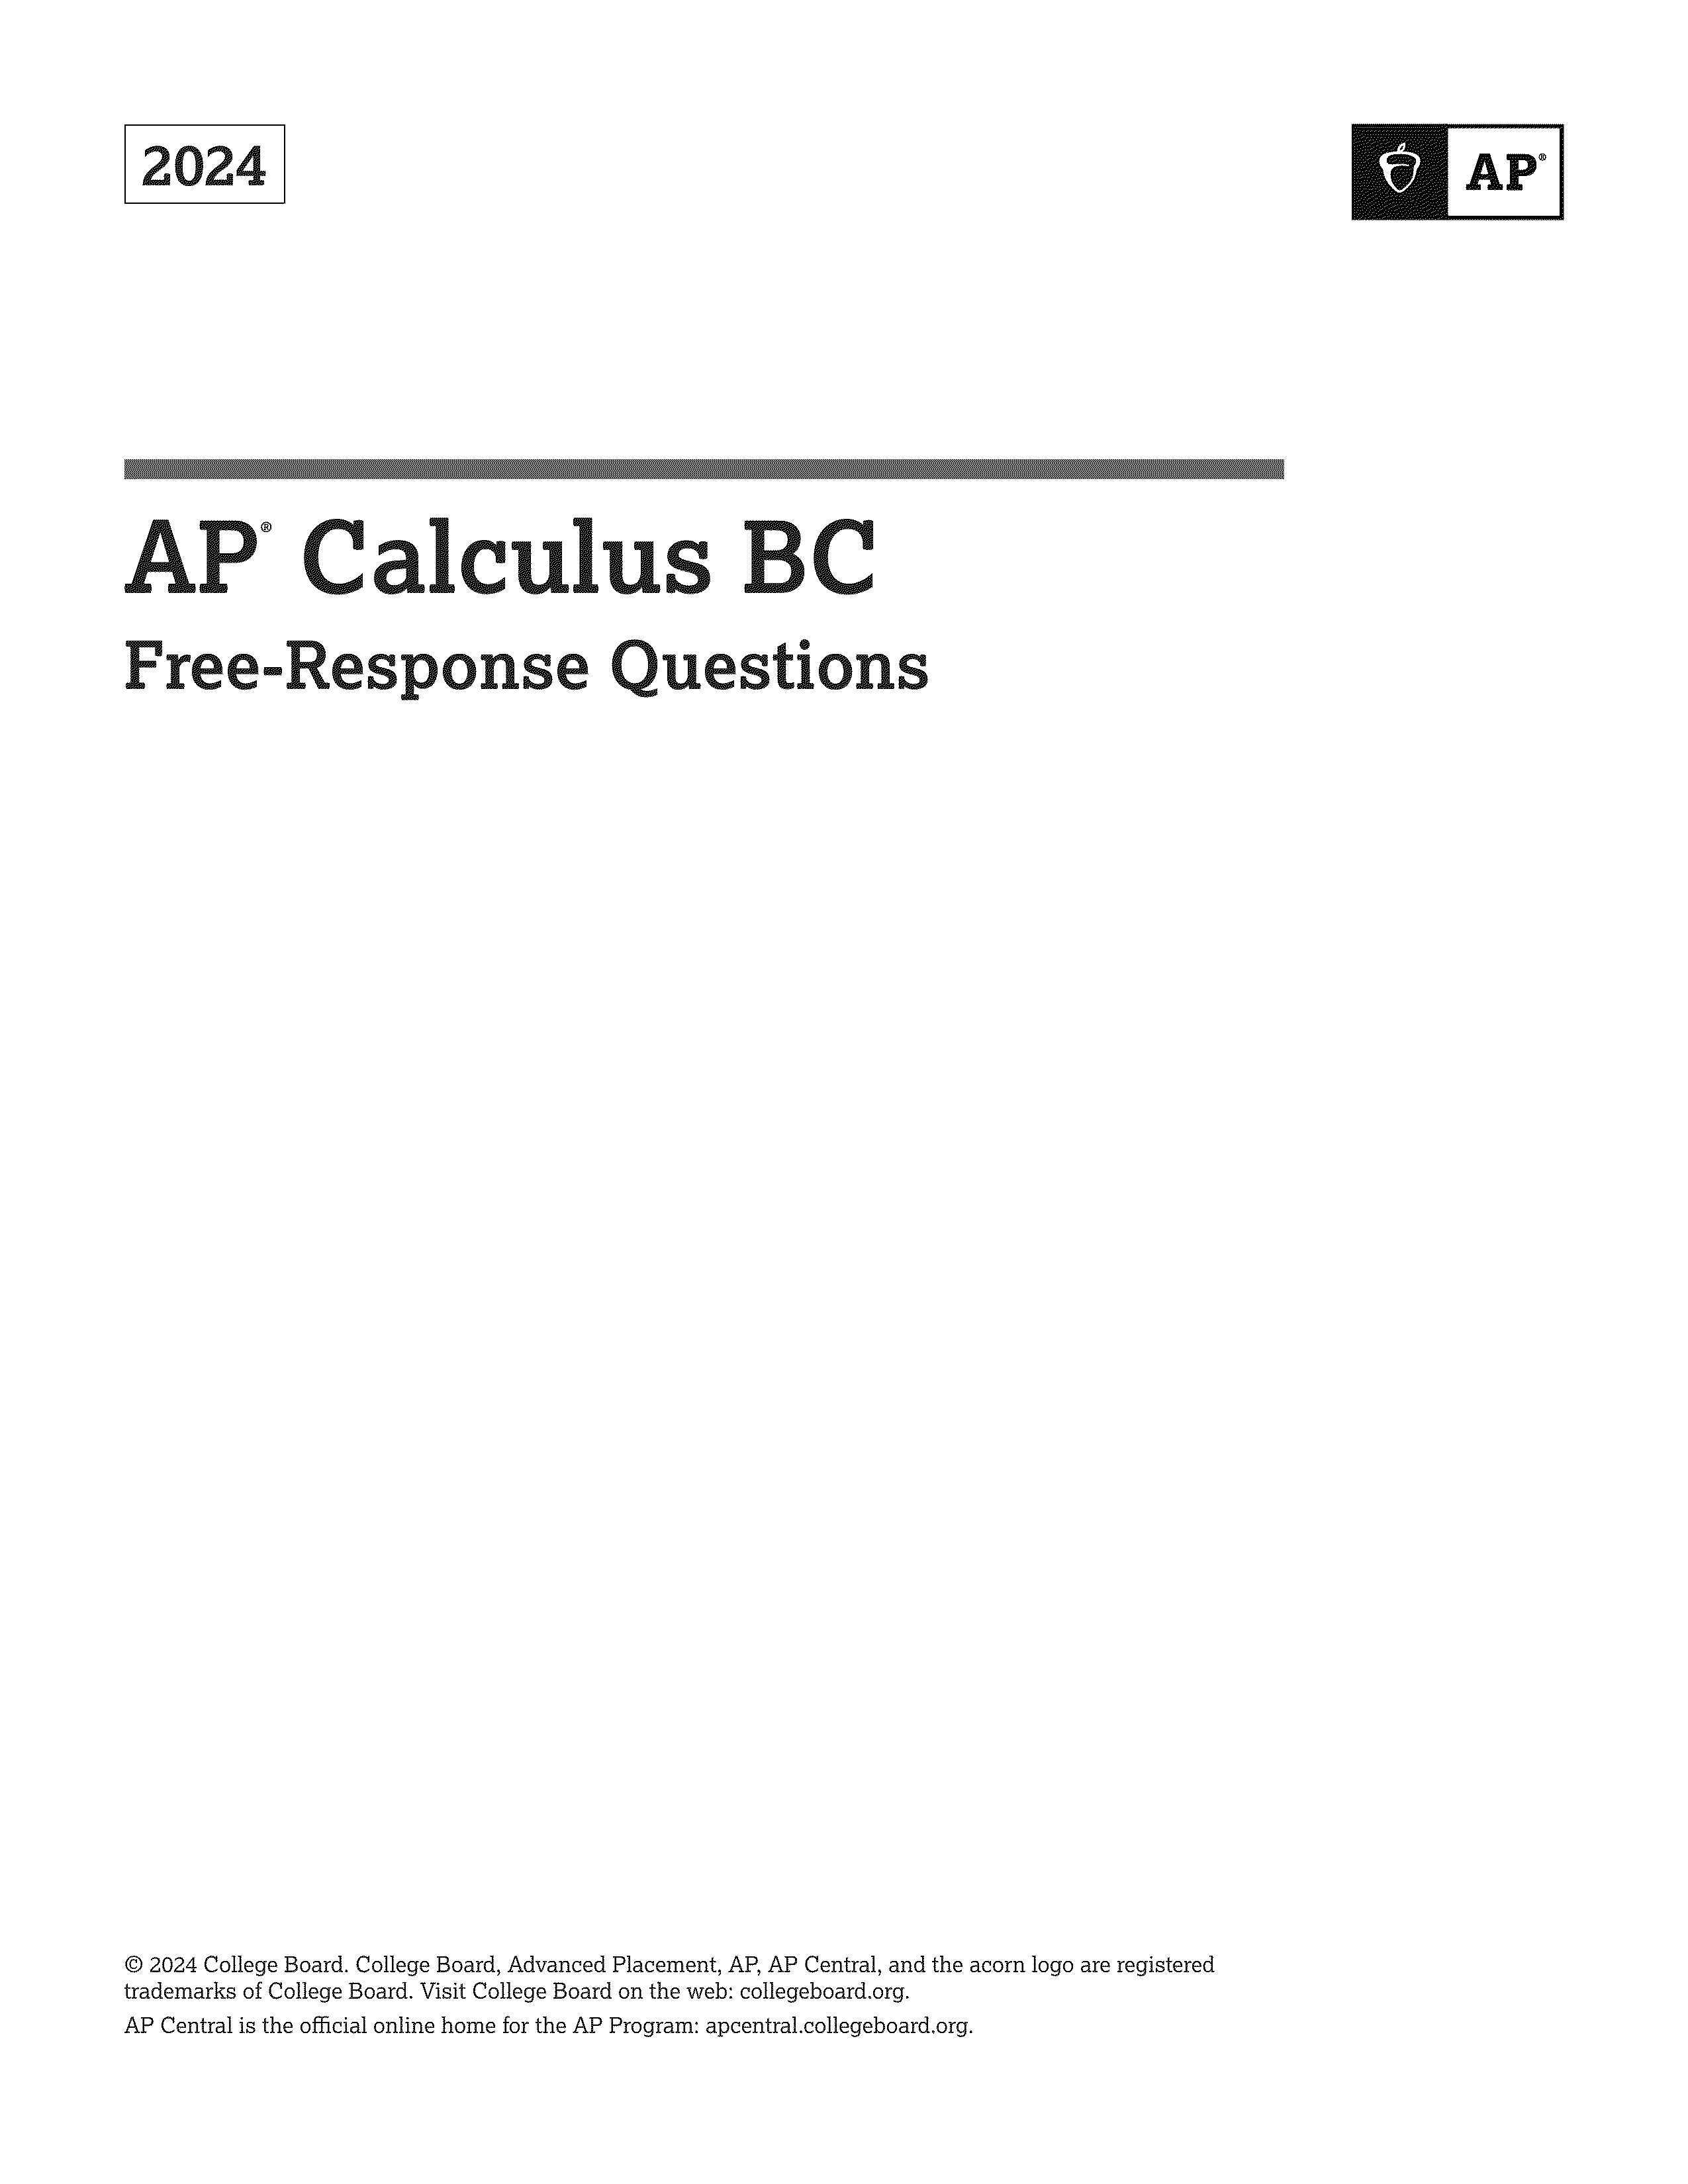 2024
AP®
AP® Calculus BC
Free-Response Questions
© 2024 College Board. College Board, Advanced Placement, AP, AP Central, and the acorn logo are registered
trademarks of College Board. Visit College Board on the web: collegeboard.org.
AP Central is the official online home for the AP Program: apcentral.collegeboard.org.